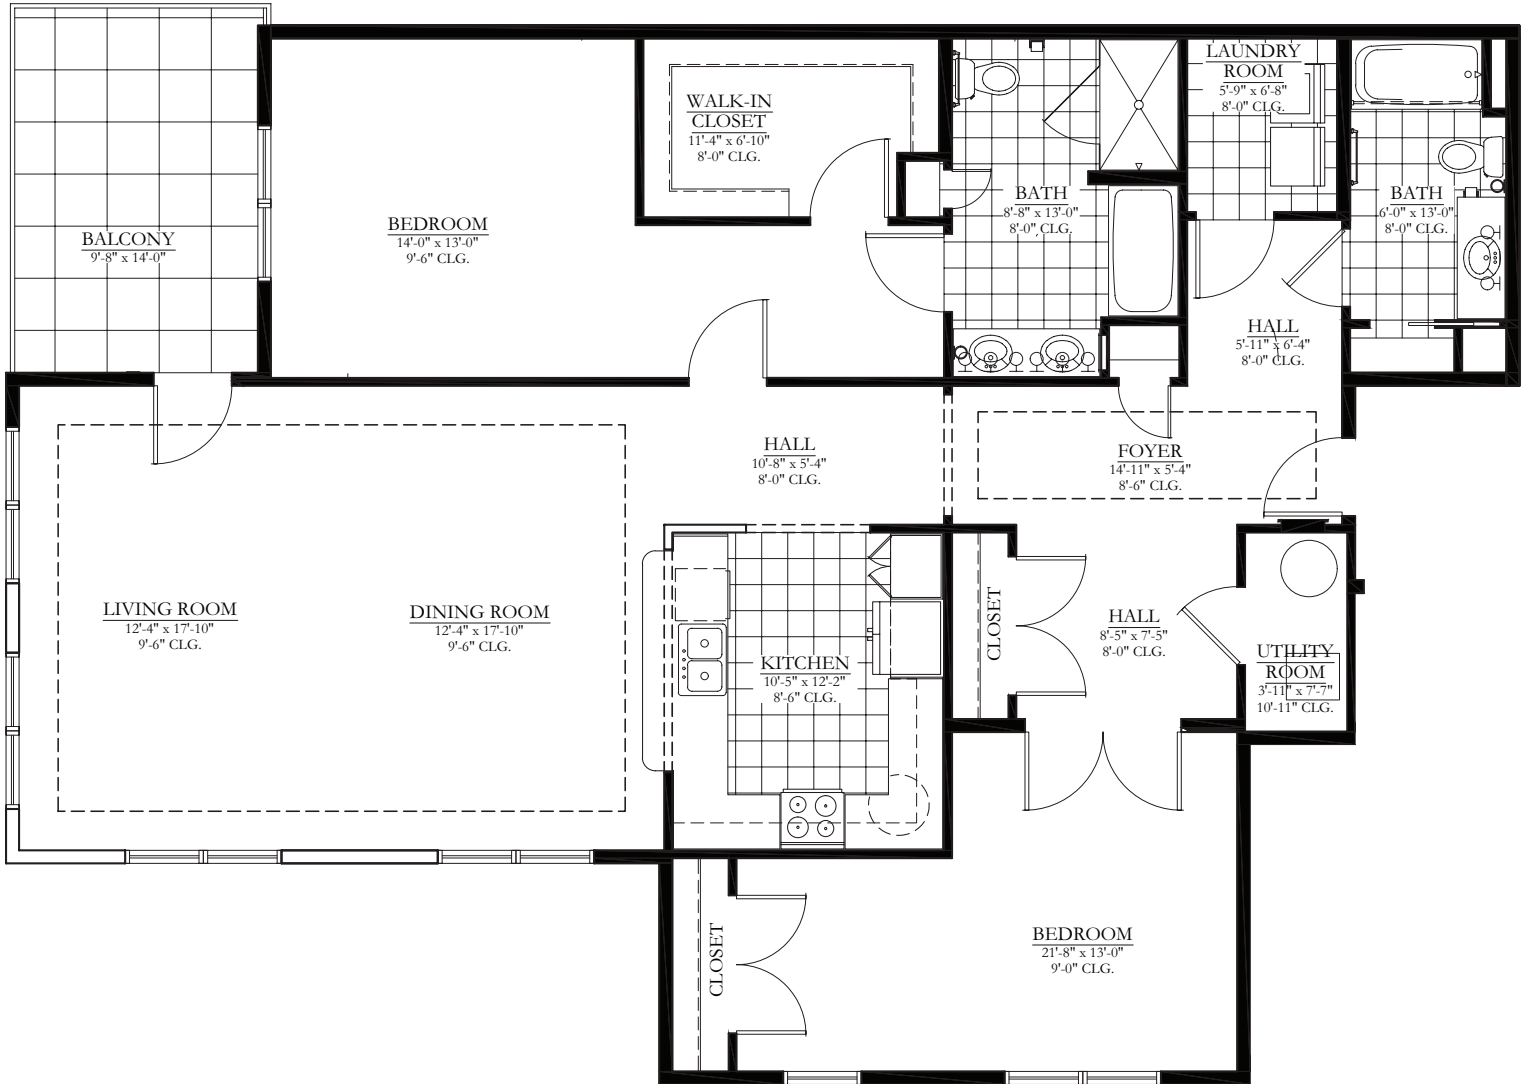 LAUNDRY
ROOM
5'-9" x 6'-8"
8'-0" CLG.
WALK-IN
CLOSET
11'-4" x 6'-10"
8'-0" CLG.
BATH
8'-8" x 13'-0"
8'-0" CLG.
BATH
6'-0" x 13'-0"
8'-0" CLG.
BEDROOM
14'-0" x 13'-0"
9'-6" CLG.
BALCONY
9'-8" x 14'-0"
HALL
5'-11" x 6'-4"
8'-0" CLG.
HALL
10'-8" x 5'-4"
8'-0" CLG.
FOYER
14'-11" x 5'-4"
8'-6" CLG.
LIVING ROOM
12'-4" x 17'-10"
9'-6" CLG.
DINING ROOM
12'-4" x 17'-10"
9'-6" CLG.
KITCHEN
10'-5" x 12'-2"
8'-6" CLG.
CLOSET
HALL
8'-5" x 7'-5"
8'-0" CLG.
UTILITY
ROOM
3'-11" x 7'-7"
10'-11" CLG.
CLOSET
BEDROOM
21'-8" x 13'-0"
9'-0" CLG.